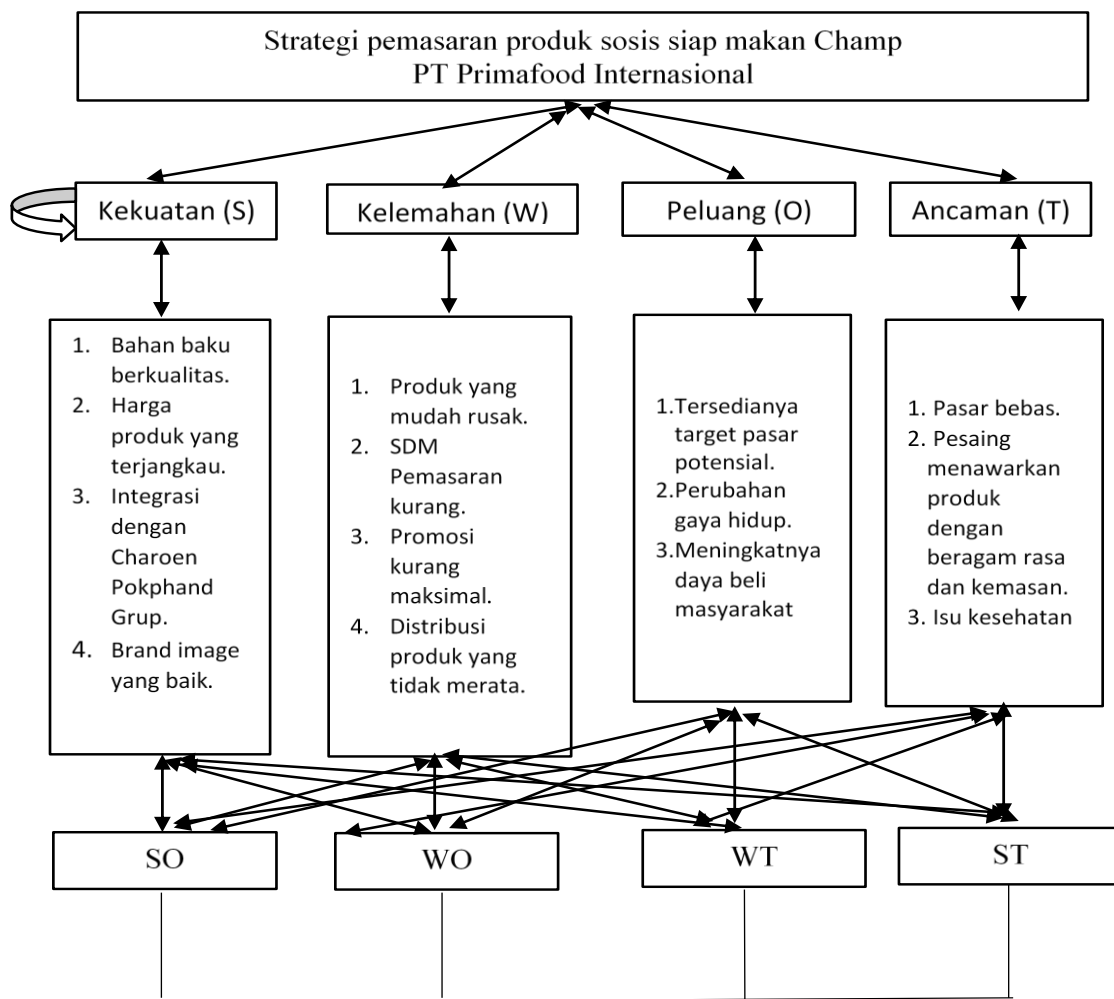 Strategi pemasaran produk sosis siap makan Champ
PT Primafood Internasional
Kekuatan (S)
Kelemahan (W)
Peluang (O)
Ancaman (T)
1. Bahan baku
berkualitas.
2. Harga
produk yang
terjangkau.
3. Integrasi
dengan
Charoen
Pokphand
Grup.
4. Brand image
yang baik.
1. Produk yang
mudah rusak.
2. SDM
Pemasaran
kurang.
3. Promosi
kurang
maksimal.
4. Distribusi
produk yang
tidak merata.
1.Tersedianya
target pasar
potensial.
2.Perubahan
gaya hidup.
3.Meningkatnya
daya beli
masyarakat
1. Pasar bebas.
2. Pesaing
menawarkan
produk
dengan
beragam rasa
dan kemasan.
3. Isu kesehatan
SO
WO
WT
ST